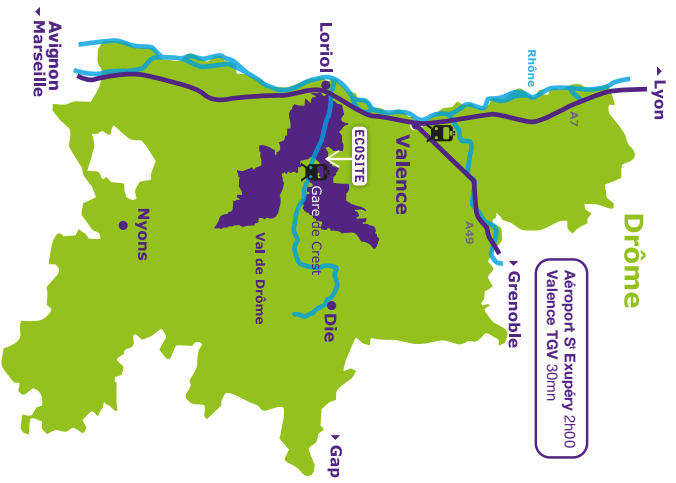 Lyon
Drôme
Rhône
A7
Aéroport St Exupéry 2h00
Valence TGV 30mn
Grenoble
A49
Valence
ECOSITE
Loriol
Gare de Crest
Die
Gap
Val de Drôme
Nyons
Avignon
Marseille